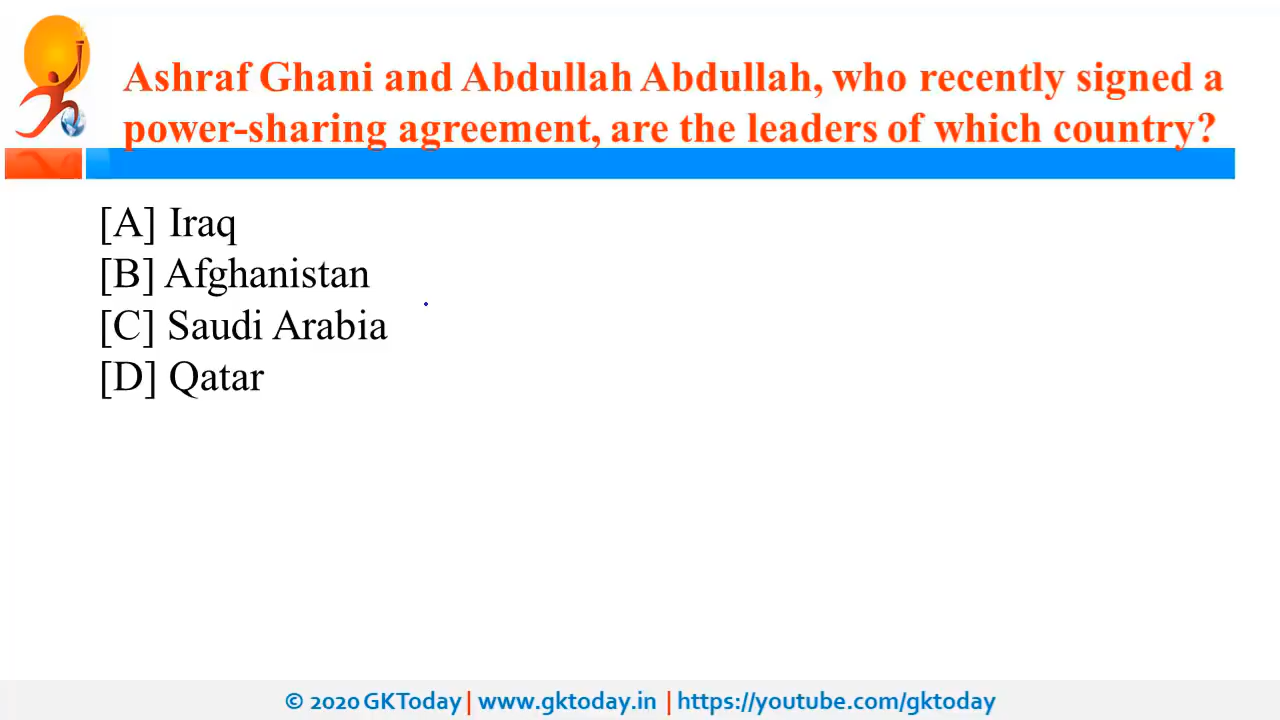 Ashraf Ghani and Abdullah Abdullah, who recently signed a
power-sharing agreement, are the leaders of which country?
[A] Iraq
[B] Afghanistan
[C] Saudi Arabia
[D] Qatar
© 2020 GKToday | www.gktoday.in | https://youtube.com/gktoday